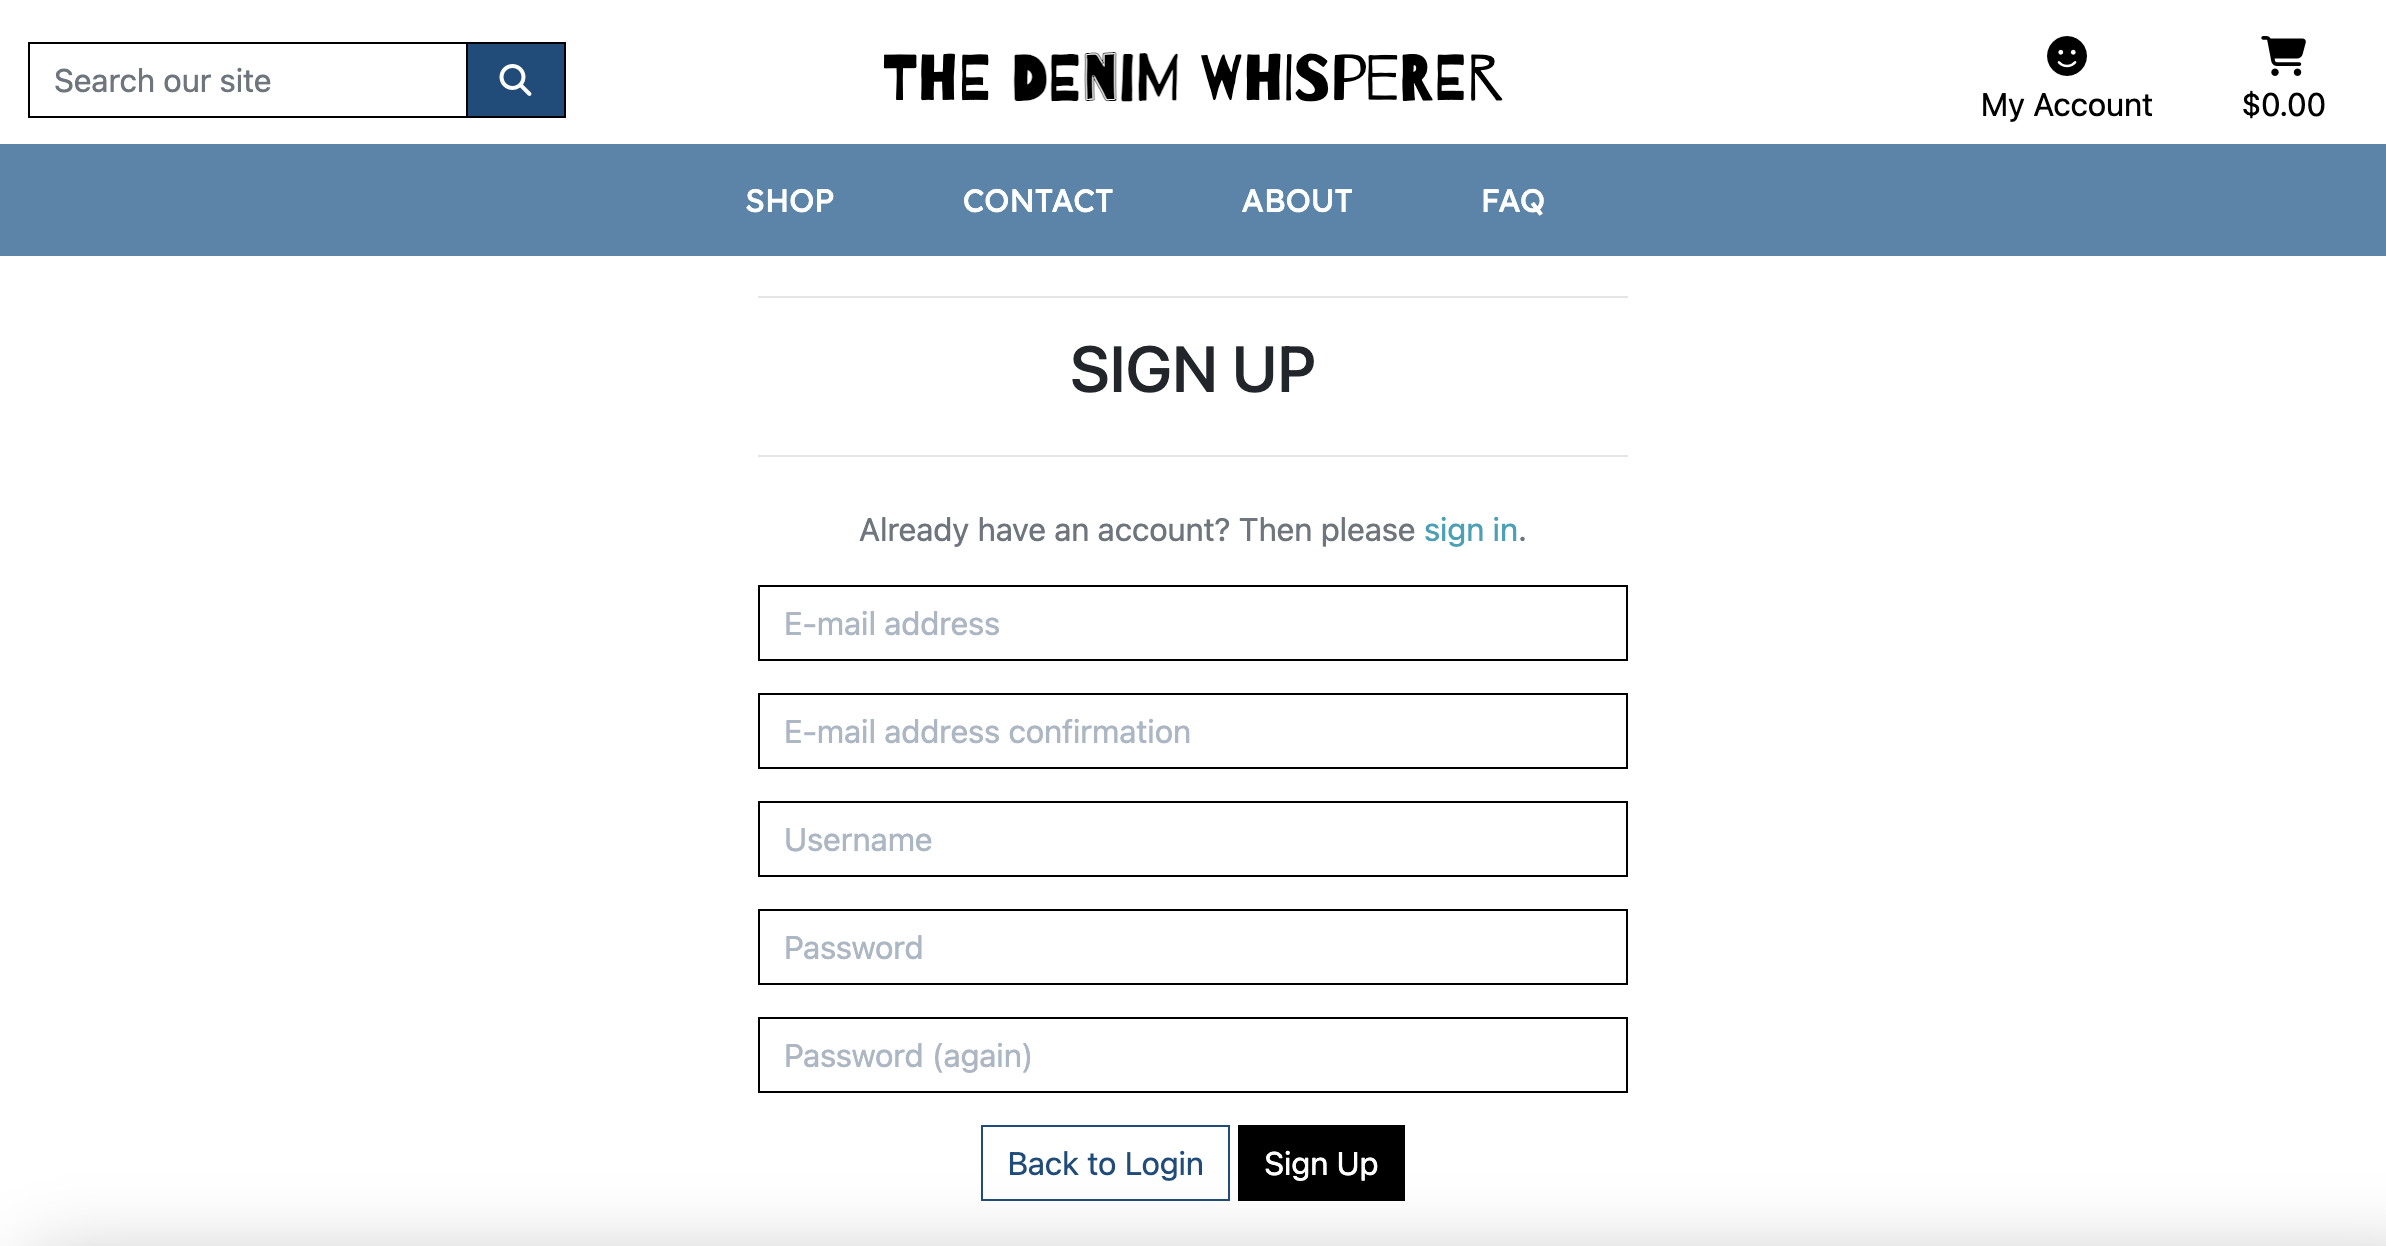 Search our site
THE DENIM WHISPERER
My Account
$0.00
SHOP CONTACT ABOUT FAQ
SIGN UP
Already have an account? Then please sign in.
E-mail address
E-mail address confirmation
Username
Password
Password (again)
Back to Login Sign Up